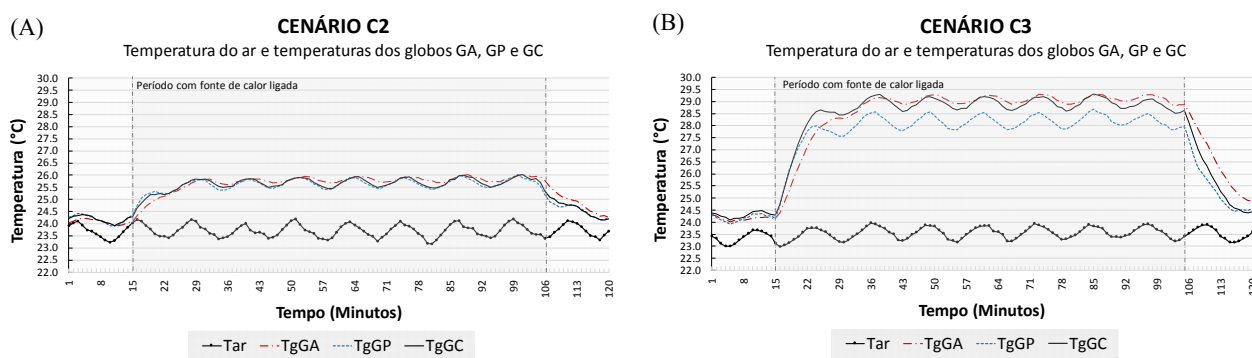 (A)
CENÁRIO C2
Temperatura do ar e temperaturas dos globos GA, GP e GC
Período com fonte de calor ligada
Temperatura (°C)
30.0
29.5
29.0
28.5
28.0
27.5
27.0
26.5
26.0
25.5
25.0
24.5
24.0
23.5
23.0
22.5
22.0
1 8 15 22 29 36 43 50 57 64 71 78 85 92 99 106 113 120
Tempo (Minutos)
Tar TgGA TgGP TgGC
(B)
CENÁRIO C3
Temperatura do ar e temperaturas dos globos GA, GP e GC
Período com fonte de calor ligada
Temperatura (°C)
30.0
29.5
29.0
28.5
28.0
27.5
27.0
26.5
26.0
25.5
25.0
24.5
24.0
23.5
23.0
22.5
22.0
1 8 15 22 29 36 43 50 57 64 71 78 85 92 99 106 113 120
Tempo (Minutos)
Tar TgGA TgGP TgGC